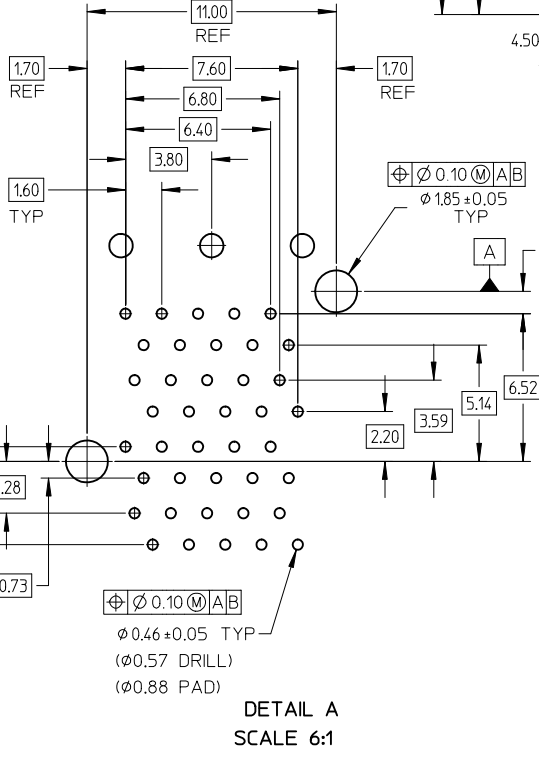 11.00
REF
4.50
1.70
REF
7.60
1.70
REF
6.80
6.40
3.80
⌖ Ø 0.10 Ⓜ A B
1.60
TYP
Ø 1.85 ±0.05
TYP
A
6.52
5.14
3.59
2.20
.28
0.73
⌖ Ø 0.10 Ⓜ A B
Ø 0.46 ±0.05 TYP
(Ø0.57 DRILL)
(Ø0.88 PAD)
DETAIL A
SCALE 6:1